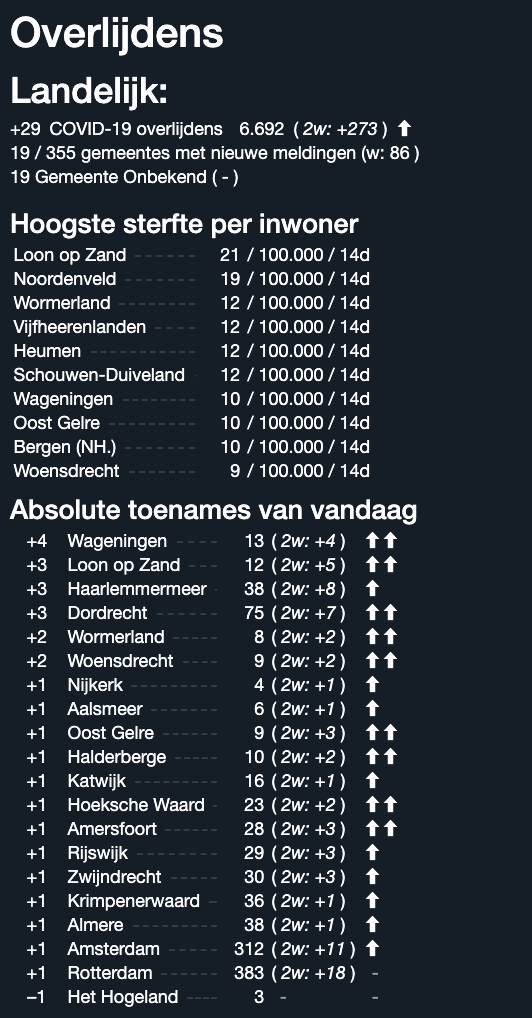 Overlijdens
Landelijk:
+29 COVID-19 overlijdens 6.692 ( 2w: +273 ) ⬆
19 / 355 gemeentes met nieuwe meldingen (w: 86 )
19 Gemeente Onbekend ( - )
Hoogste sterfte per inwoner
Loon op Zand ------- 21 / 100.000 / 14d
Noordenveld -------- 19 / 100.000 / 14d
Wormerland -------- 12 / 100.000 / 14d
Vijfheerenlanden ---- 12 / 100.000 / 14d
Heumen ----------- 12 / 100.000 / 14d
Schouwen-Duiveland - 12 / 100.000 / 14d
Wageningen -------- 10 / 100.000 / 14d
Oost Gelre --------- 10 / 100.000 / 14d
Bergen (NH.) -------- 10 / 100.000 / 14d
Woensdrecht -------- 9 / 100.000 / 14d
Absolute toenames van vandaag
+4 Wageningen ---- 13 ( 2w: +4 ) ⬆⬆
+3 Loon op Zand ---- 12 ( 2w: +5 ) ⬆⬆
+3 Haarlemmermeer - 38 ( 2w: +8 ) ⬆
+3 Dordrecht ------- 75 ( 2w: +7 ) ⬆⬆
+2 Wormerland ----- 8 ( 2w: +2 ) ⬆⬆
+2 Woensdrecht ---- 9 ( 2w: +2 ) ⬆⬆
+1 Nijkerk --------- 4 ( 2w: +1 ) ⬆
+1 Aalsmeer ------- 6 ( 2w: +1 ) ⬆
+1 Oost Gelre ------ 9 ( 2w: +3 ) ⬆⬆
+1 Halderberge ----- 10 ( 2w: +2 ) ⬆⬆
+1 Katwijk --------- 16 ( 2w: +1 ) ⬆
+1 Hoeksche Waard - 23 ( 2w: +2 ) ⬆⬆
+1 Amersfoort ------ 28 ( 2w: +3 ) ⬆⬆
+1 Rijswijk -------- 29 ( 2w: +3 ) ⬆
+1 Zwijndrecht ----- 30 ( 2w: +3 ) ⬆
+1 Krimpenerwaard -- 36 ( 2w: +1 ) ⬆
+1 Almere --------- 38 ( 2w: +1 ) ⬆
+1 Amsterdam ----- 312 ( 2w: +11 ) ⬆
+1 Rotterdam ------ 383 ( 2w: +18 ) -
–1 Het Hogeland ---- 3 - -